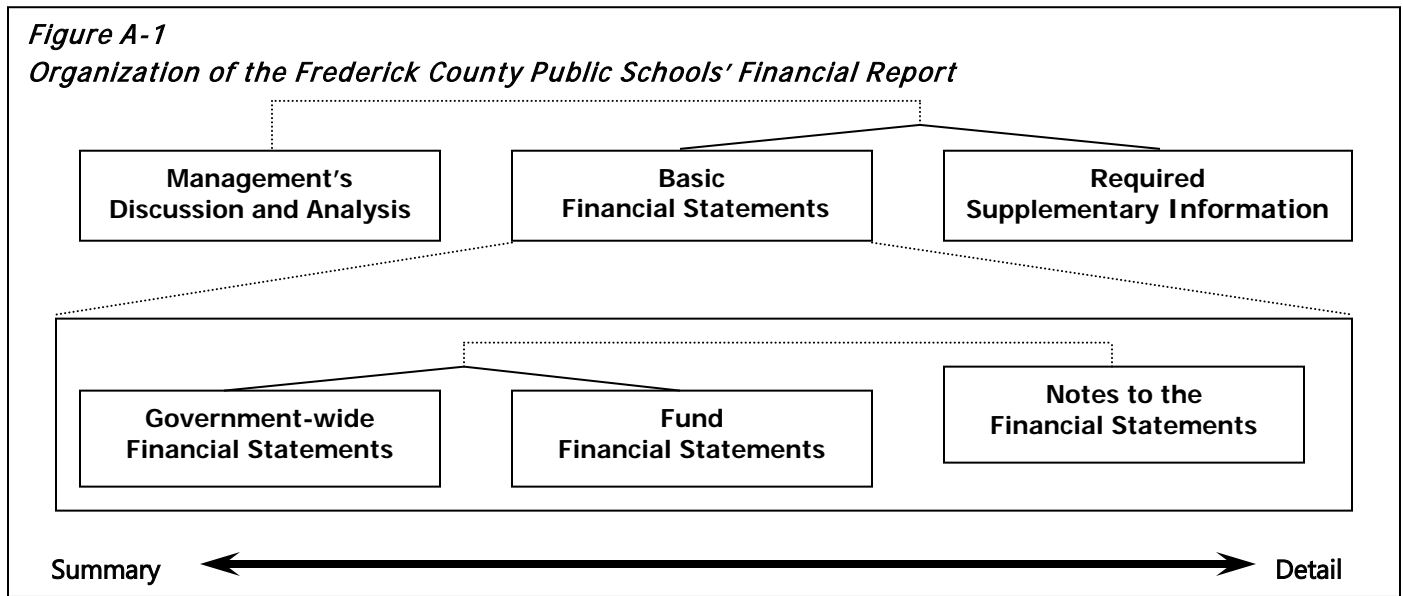 Figure A-1
Organization of the Frederick County Public Schools’ Financial Report
Management’s
Discussion and Analysis
Basic
Financial Statements
Required
Supplementary Information
Government-wide
Financial Statements
Fund
Financial Statements
Notes to the
Financial Statements
Summary
Detail